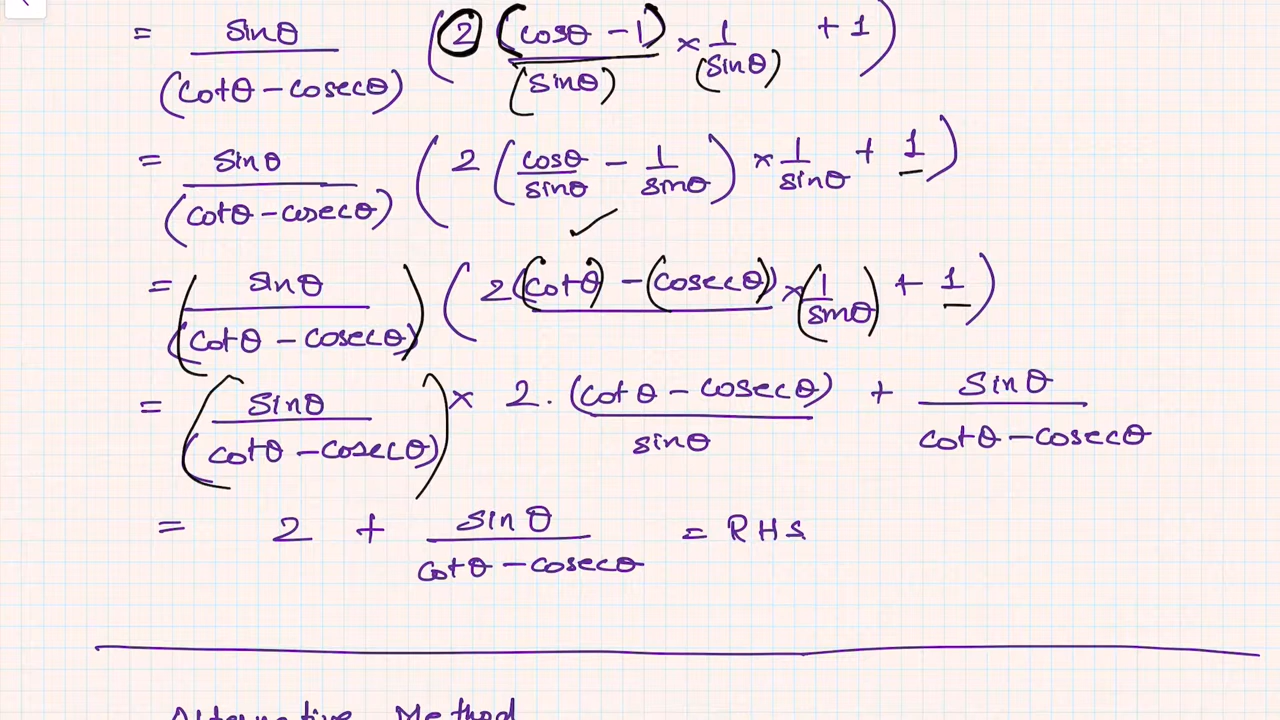 = sinθ / (cotθ - cosecθ) ( 2 (cosθ - 1) / (sinθ) × 1 / (sinθ) + 1 )
= sinθ / (cotθ - cosecθ) ( 2 ( cosθ / sinθ - 1 / sinθ ) × 1 / sinθ + 1 )
= ( sinθ / (cotθ - cosecθ) ) ( 2 (cotθ) - (cosecθ) ) × ( 1 / sinθ ) + 1 )
= ( sinθ / (cotθ - cosecθ) ) × 2 . (cotθ - cosecθ) / sinθ + sinθ / cotθ - cosecθ
= 2 + sinθ / cotθ - cosecθ = RHS
Alternative Method